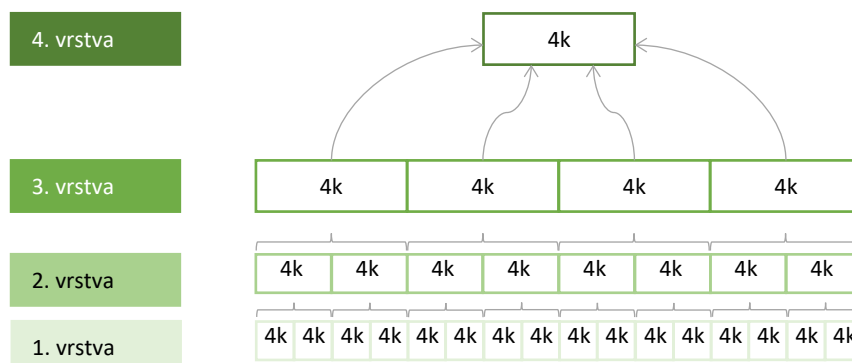 4. vrstva 4k
3. vrstva 4k 4k 4k 4k
2. vrstva 4k 4k 4k 4k 4k 4k 4k 4k
1. vrstva 4k 4k 4k 4k 4k 4k 4k 4k 4k 4k 4k 4k 4k 4k 4k 4k